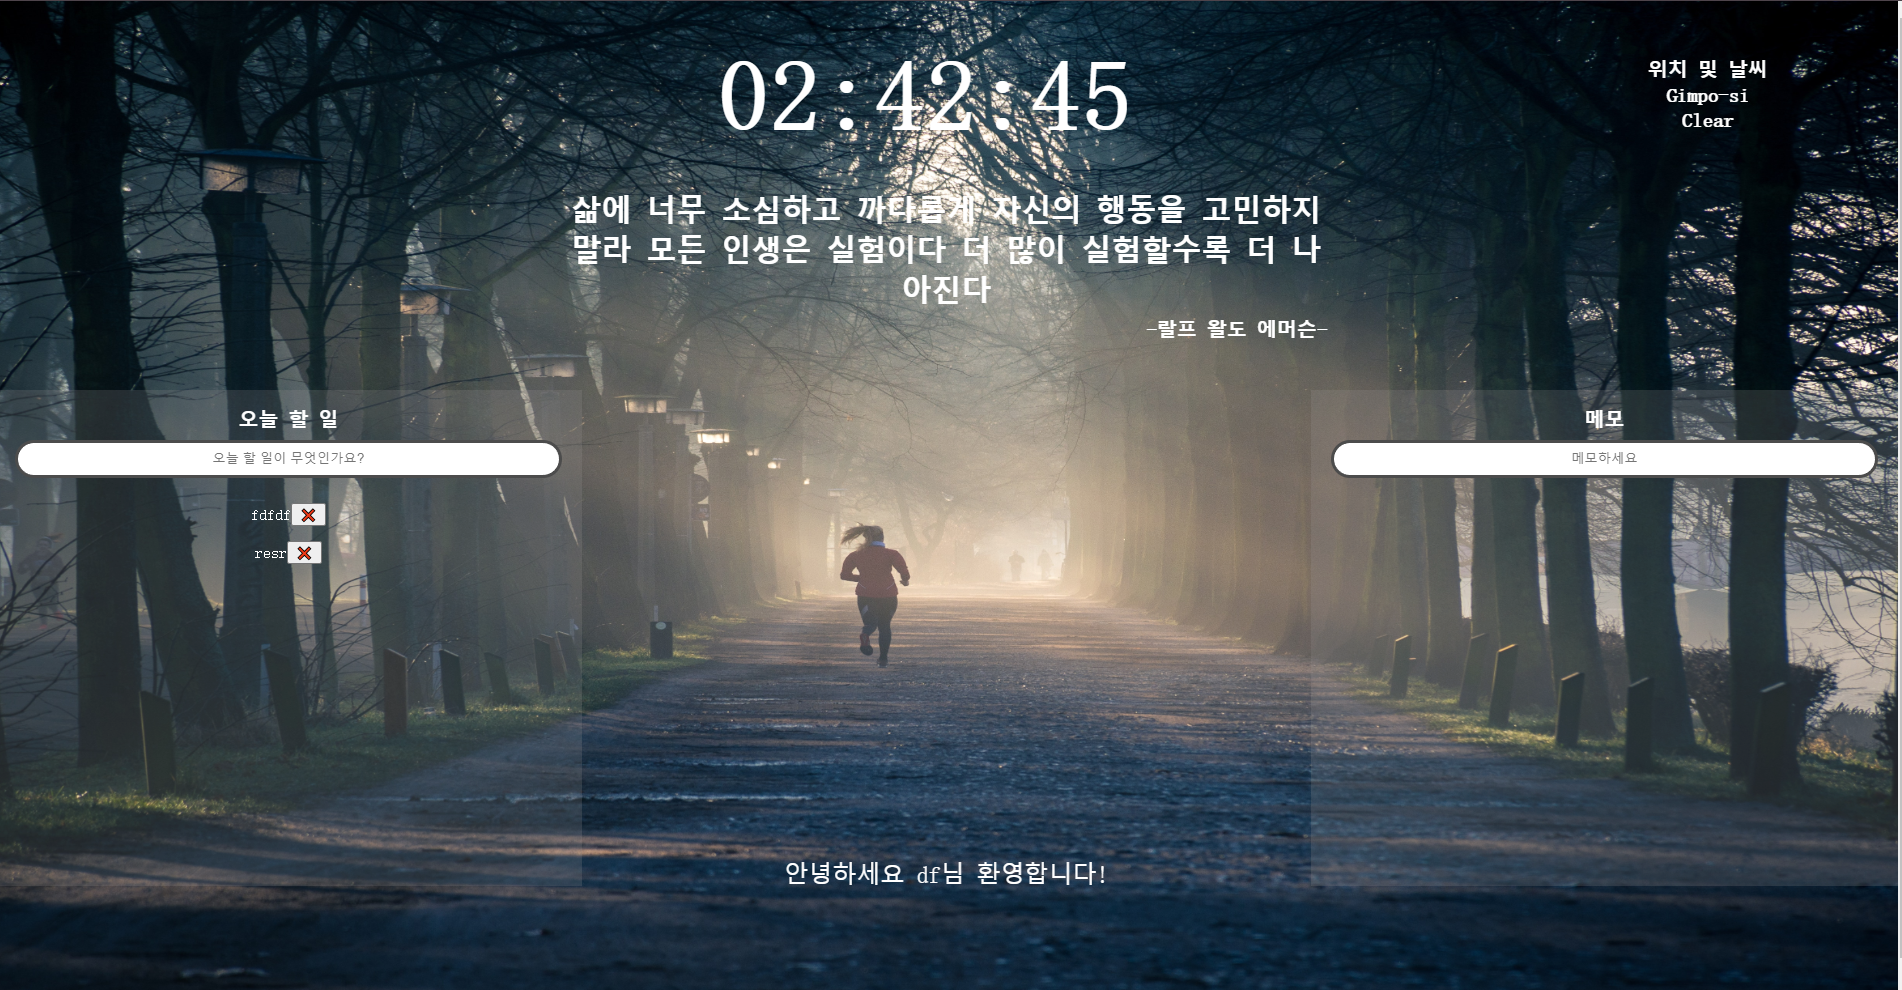 02:42:45
위치 및 날씨
Gimpo-si
Clear
삶에 너무 소심하고 까다롭게 자신의 행동을 고민하지
말라 모든 인생은 실험이다 더 많이 실험할수록 더 나
아진다
-랄프 왈도 에머슨-
오늘 할 일
오늘 할 일이 무엇인가요?
fdfdf
resr
메모
메모하세요
안녕하세요 df님 환영합니다!